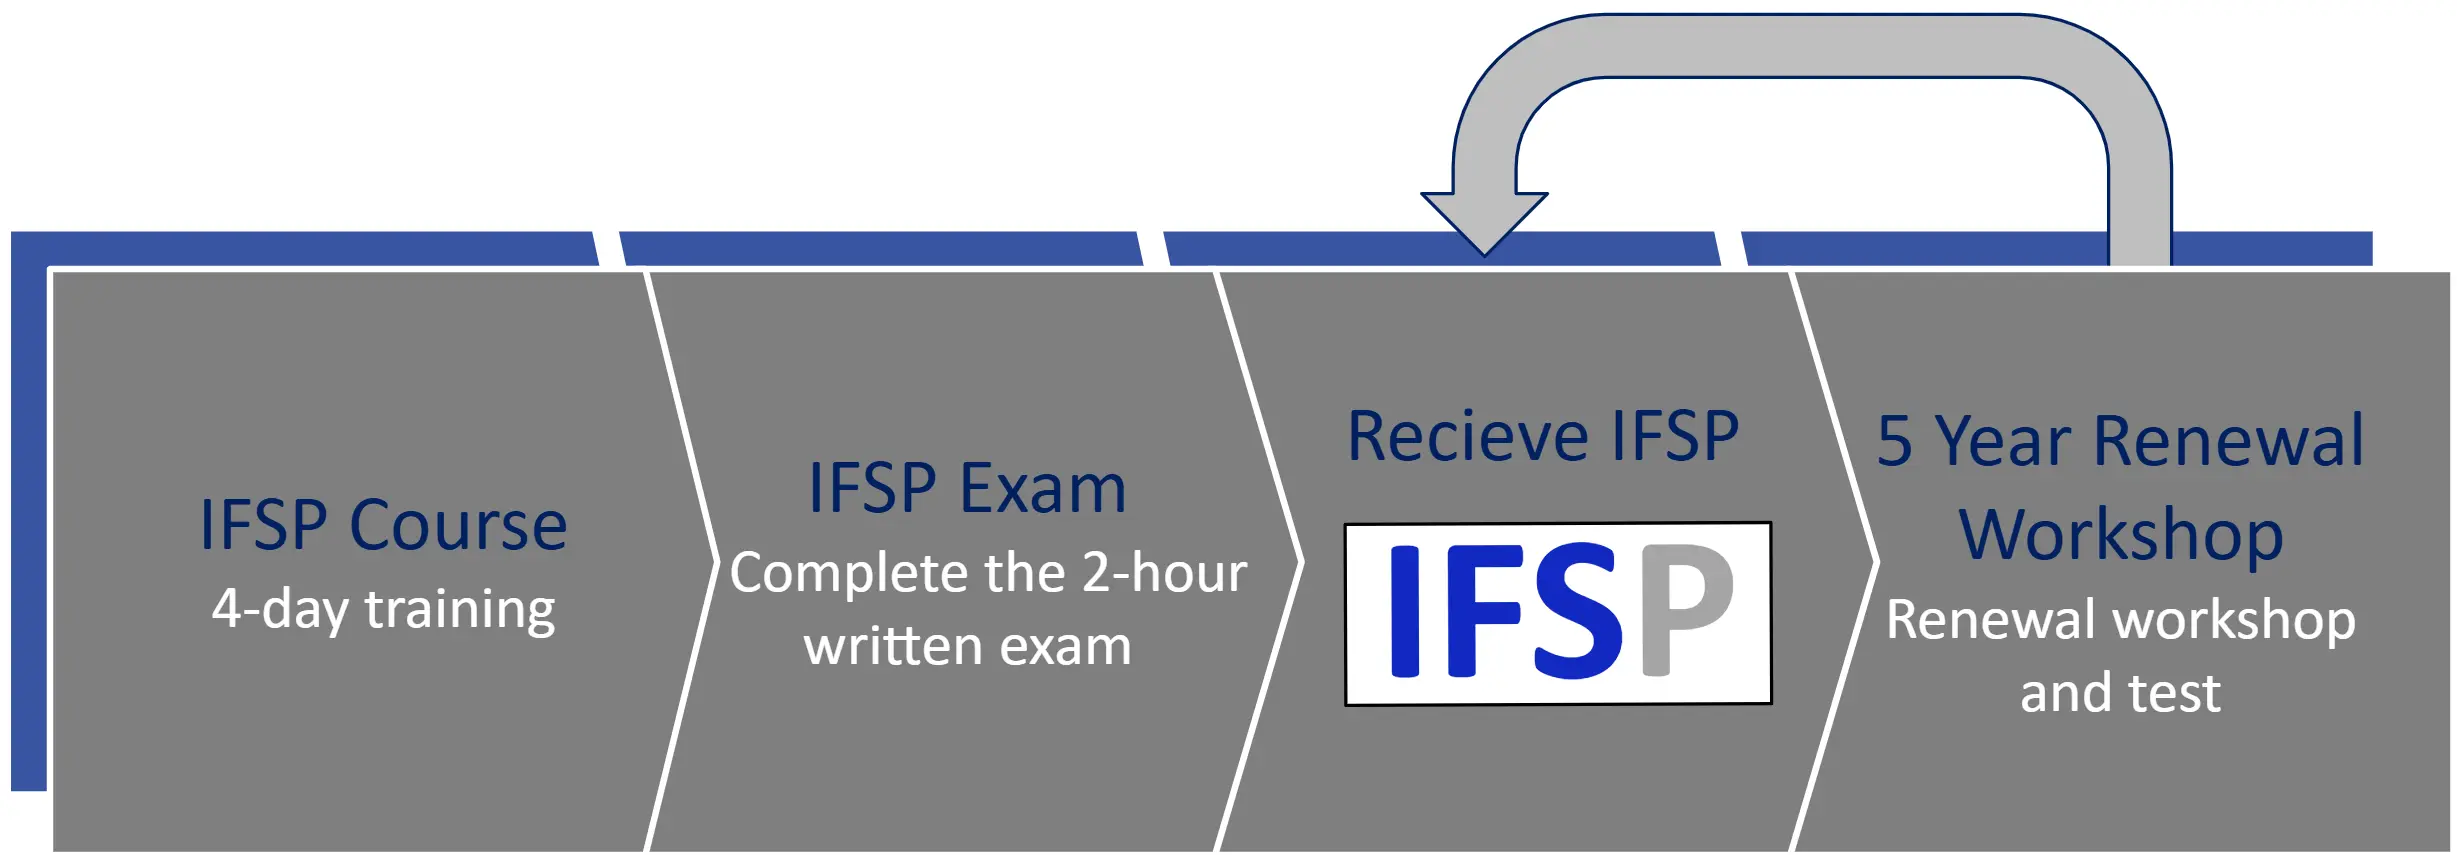 IFSP Course
4-day training
IFSP Exam
Complete the 2-hour
written exam
Recieve IFSP
IFSP
5 Year Renewal
Workshop
Renewal workshop
and test